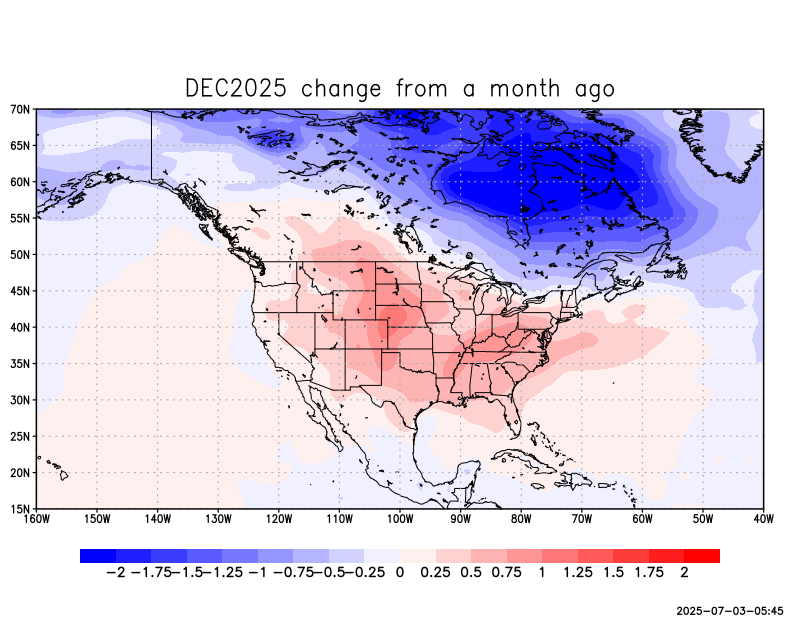 DEC2025 change from a month ago
70N
65N
60N
55N
50N
45N
40N
35N
30N
25N
20N
15N
160W 150W 140W 130W 120W 110W 100W 90W 80W 70W 60W 50W 40W
−2 −1.75 −1.5 −1.25 −1 −0.75 −0.5 −0.25 0 0.25 0.5 0.75 1 1.25 1.5 1.75 2
2025-07-03-05:45